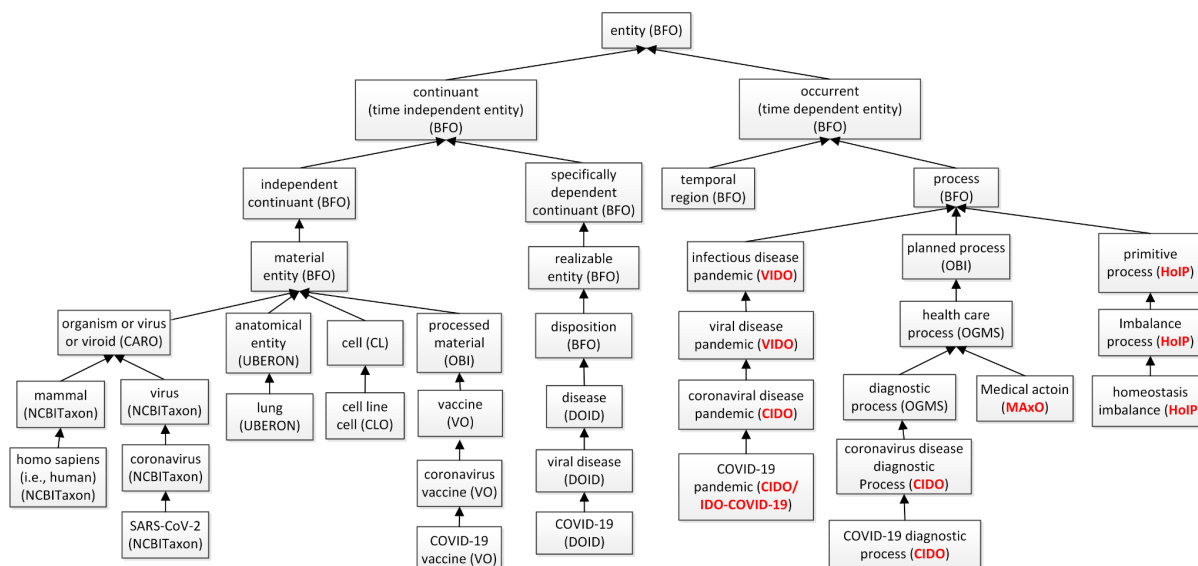 entity (BFO)
continuant
(time independent entity)
(BFO)
occurrent
(time dependent entity)
(BFO)
independent
continuant (BFO)
specifically
dependent
continuant (BFO)
temporal
region (BFO)
process
(BFO)
material
entity (BFO)
realizable
entity (BFO)
infectious disease
pandemic (VIDO)
planned process
(OBI)
primitive
process (HoIP)
organism or virus
or viroid (CARO)
anatomical
entity
(UBERON)
cell (CL)
processed
material
(OBI)
disposition
(BFO)
viral disease
pandemic (VIDO)
health care
process (OGMS)
Imbalance
process (HoIP)
mammal
(NCBITaxon)
virus
(NCBITaxon)
lung
(UBERON)
cell line
cell (CLO)
vaccine
(VO)
disease
(DOID)
coronaviral disease
pandemic (CIDO)
diagnostic
process (OGMS)
Medical actoin
(MAxO)
homeostasis
imbalance (HoIP)
homo sapiens
(i.e., human)
(NCBITaxon)
coronavirus
(NCBITaxon)
coronavirus
vaccine (VO)
viral disease
(DOID)
COVID-19
pandemic (CIDO/
IDO-COVID-19)
coronavirus disease
diagnostic
Process (CIDO)
SARS-CoV-2
(NCBITaxon)
COVID-19
vaccine (VO)
COVID-19
(DOID)
COVID-19 diagnostic
process (CIDO)